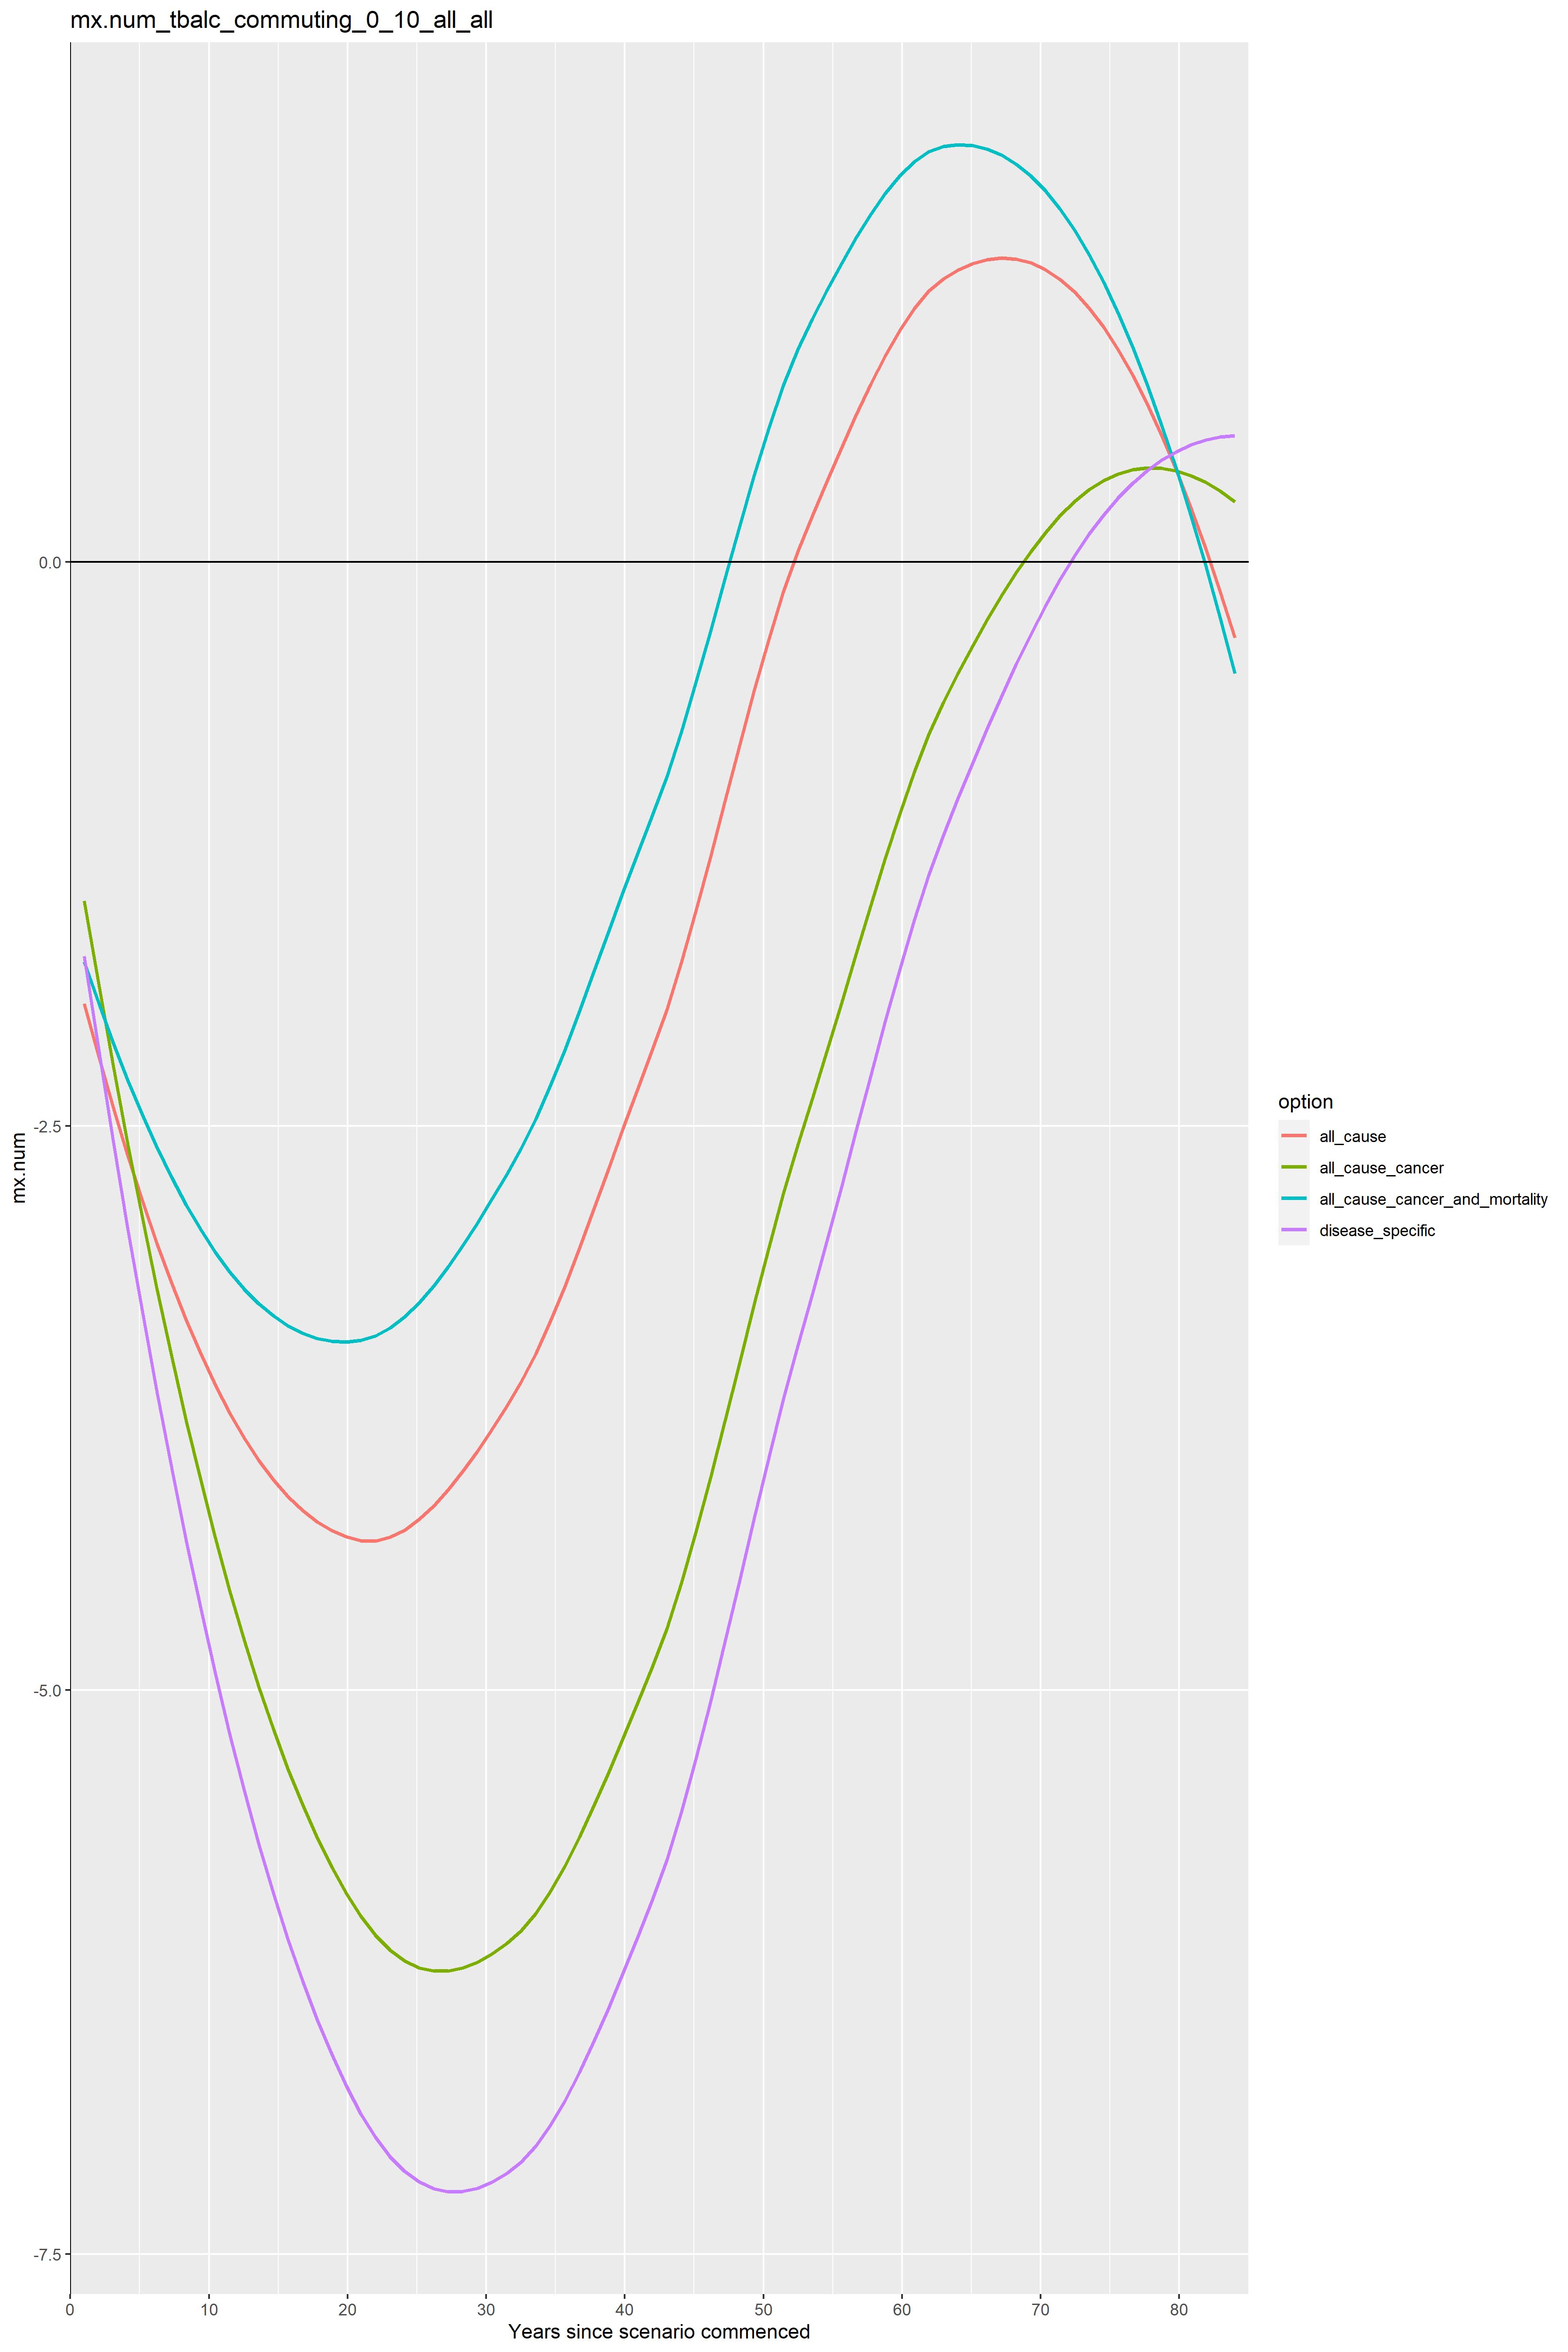 mx.num_tbalc_commuting_0_10_all_all
0.0
-2.5
-5.0
-7.5
mx.num
0 10 20 30 40 50 60 70 80
Years since scenario commenced
option
all_cause
all_cause_cancer
all_cause_cancer_and_mortality
disease_specific